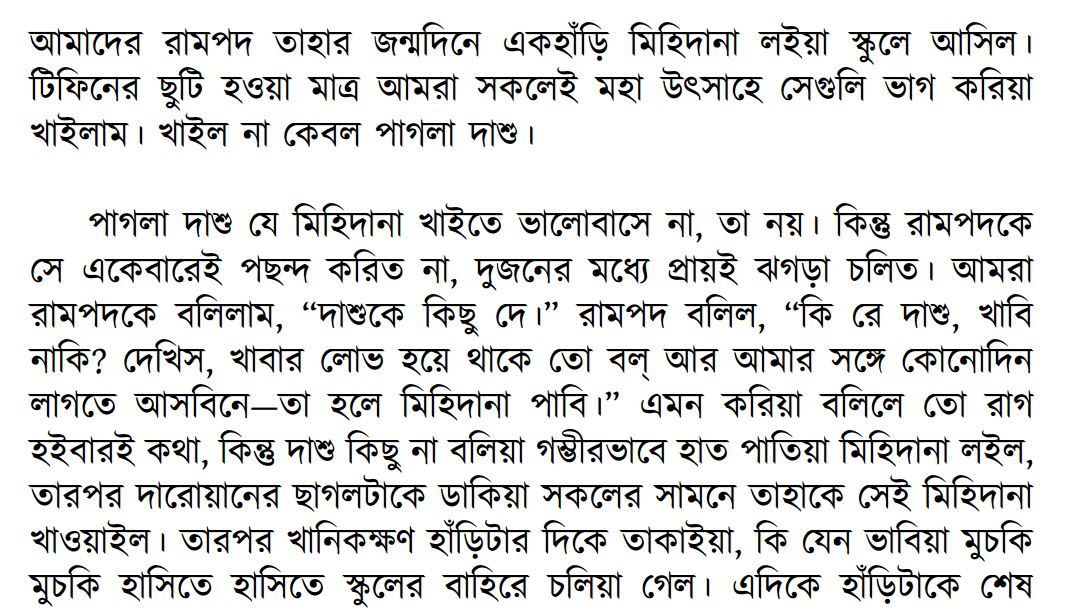 আমাদের রামপদ তাহার জন্মদিনে একহাঁড়ি মিহিদানা লইয়া স্কুলে আসিল।
টিফিনের ছুটি হওয়া মাত্র আমরা সকলেই মহা উৎসাহে সেগুলি ভাগ করিয়া
খাইলাম। খাইল না কেবল পাগলা দাশু।
পাগলা দাশু যে মিহিদানা খাইতে ভালোবাসে না, তা নয়। কিন্তু রামপদকে
সে একেবারেই পছন্দ করিত না, দুজনের মধ্যে প্রায়ই ঝগড়া চলিত। আমরা
রামপদকে বলিলাম, “দাশুকে কিছু দে।” রামপদ বলিল, “কি রে দাশু, খাবি
নাকি? দেখিস, খাবার লোভ হয়ে থাকে তো বল্ আর আমার সঙ্গে কোনোদিন
লাগতে আসবিনে—তা হলে মিহিদানা পাবি।” এমন করিয়া বলিলে তো রাগ
হইবারই কথা, কিন্তু দাশু কিছু না বলিয়া গম্ভীরভাবে হাত পাতিয়া মিহিদানা লইল,
তারপর দারোয়ানের ছাগলটাকে ডাকিয়া সকলের সামনে তাহাকে সেই মিহিদানা
খাওয়াইল। তারপর খানিকক্ষণ হাঁড়িটার দিকে তাকাইয়া, কি যেন ভাবিয়া মুচকি
মুচকি হাসিতে হাসিতে স্কুলের বাহিরে চলিয়া গেল। এদিকে হাঁড়িটাকে শেষ